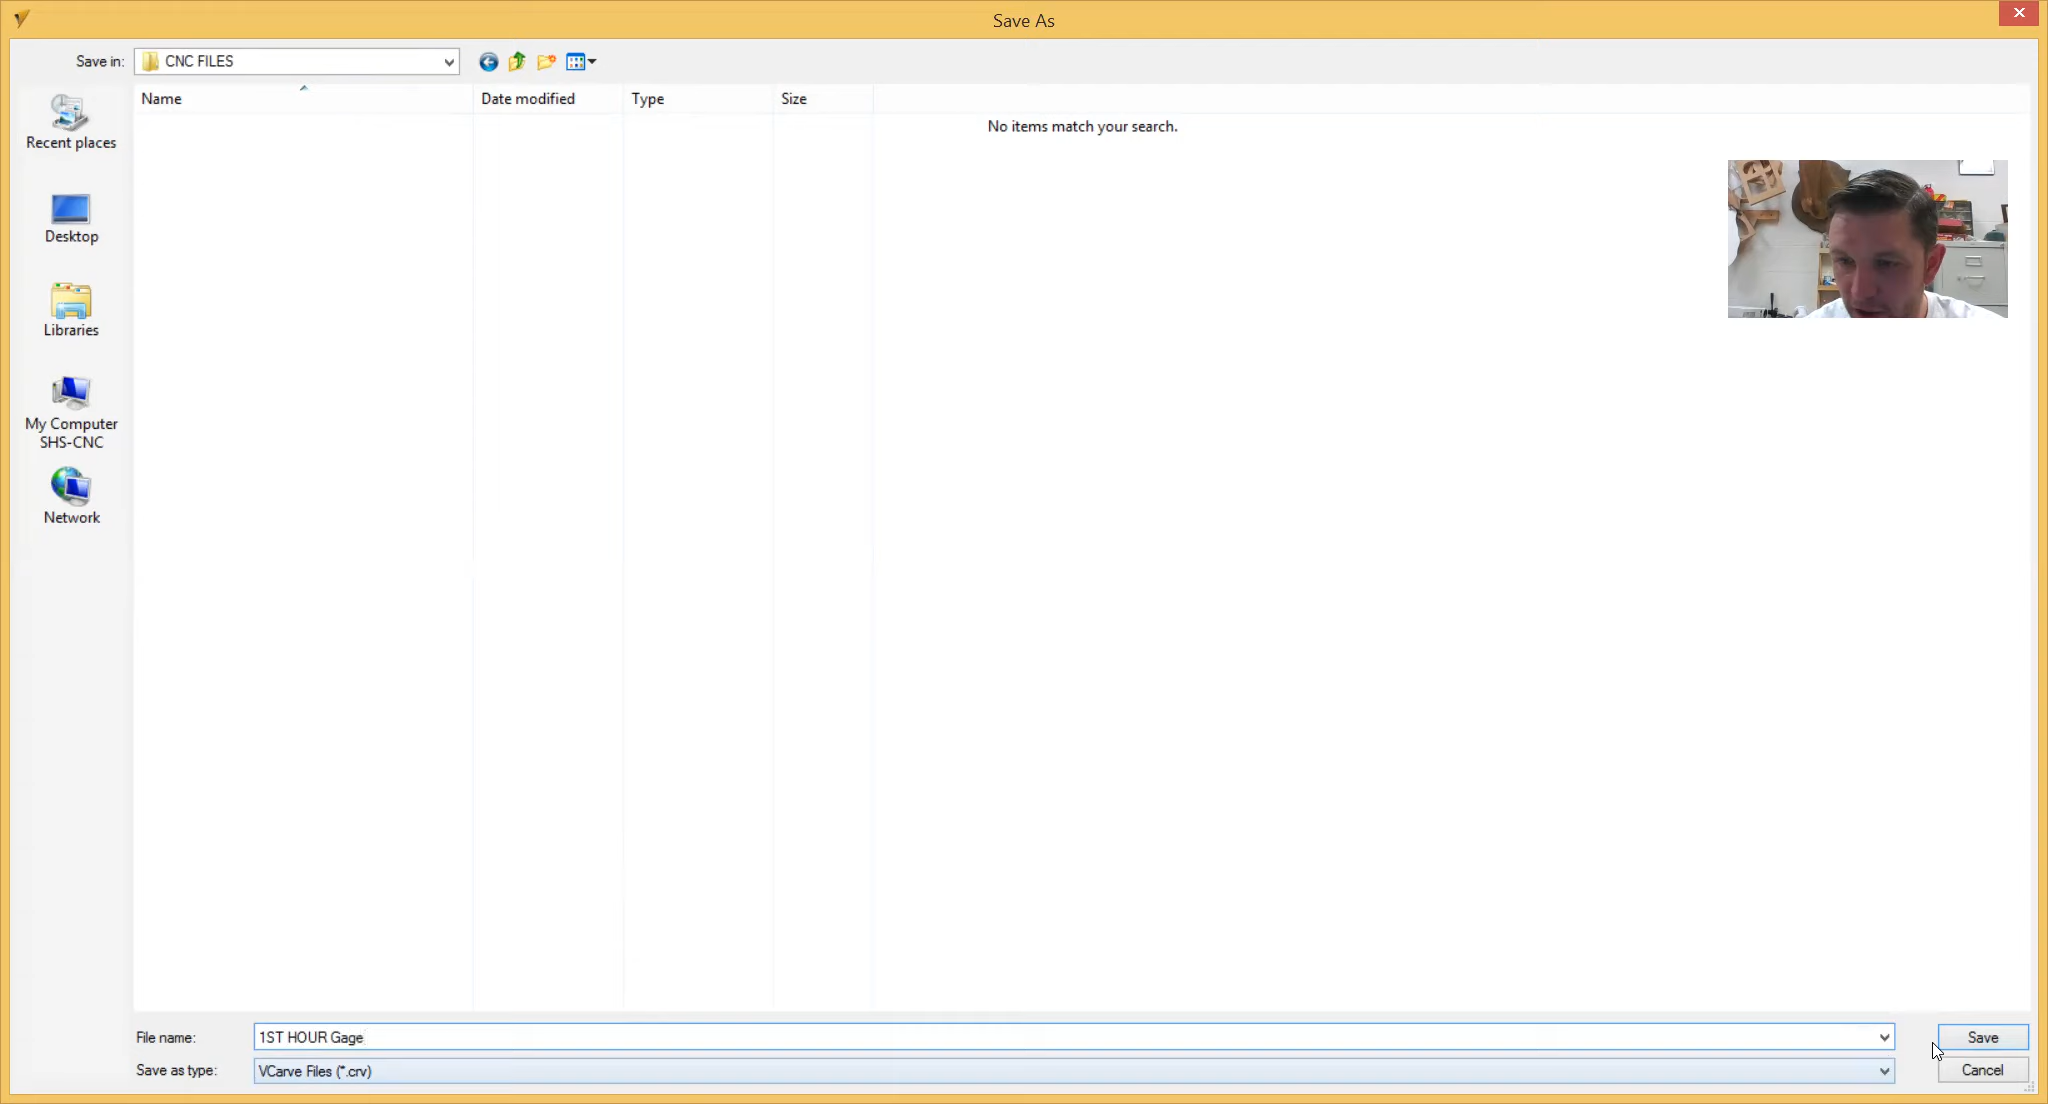 Save As
Save in: CNC FILES
Name Date modified Type Size
No items match your search.
Recent places
Desktop
Libraries
My Computer
SHS-CNC
Network
File name: 1ST HOUR Gage Save
Save as type: VCarve Files (*.crv) Cancel